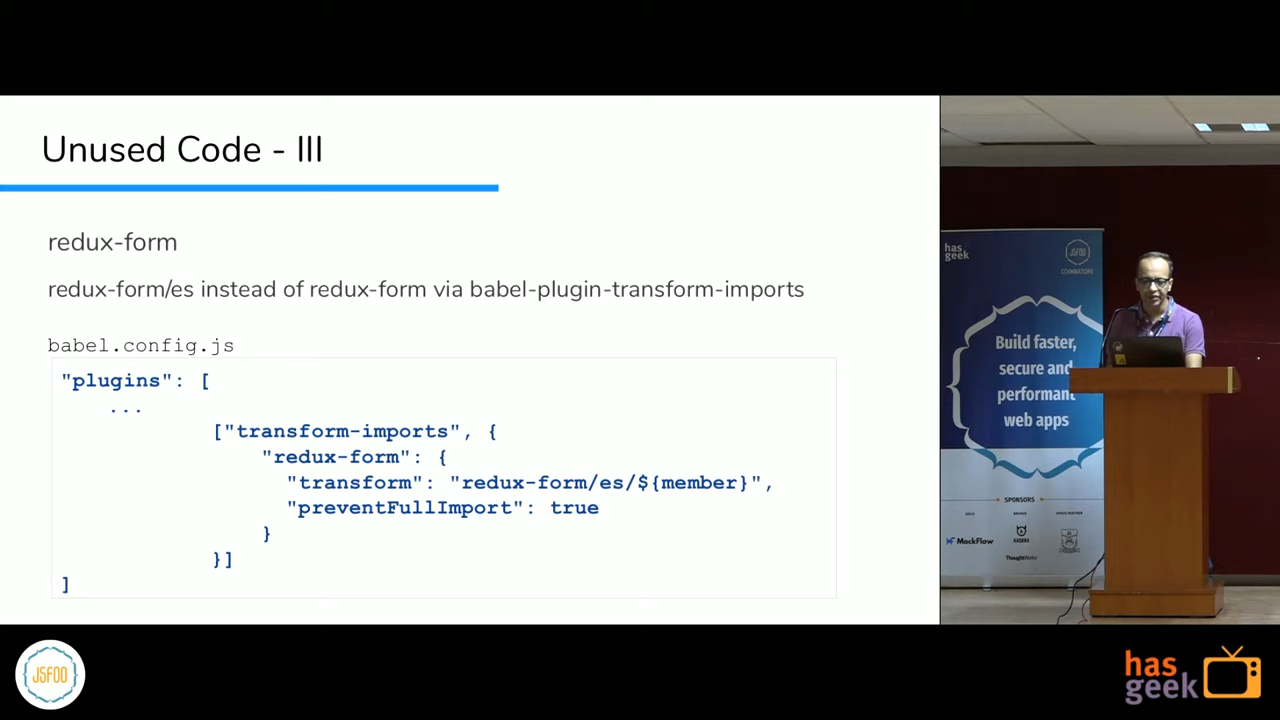 Unused Code - III
redux-form
redux-form/es instead of redux-form via babel-plugin-transform-imports
babel.config.js
"plugins": [
...
["transform-imports", {
"redux-form": {
"transform": "redux-form/es/${member}",
"preventFullImport": true
}
}]
]
has
geek
JSFOO
COIMBATORE
Build faster,
secure and
performant
web apps
SPONSORS
MockFlow
HASURA
ThoughtWorks
JSFOO
has
geek